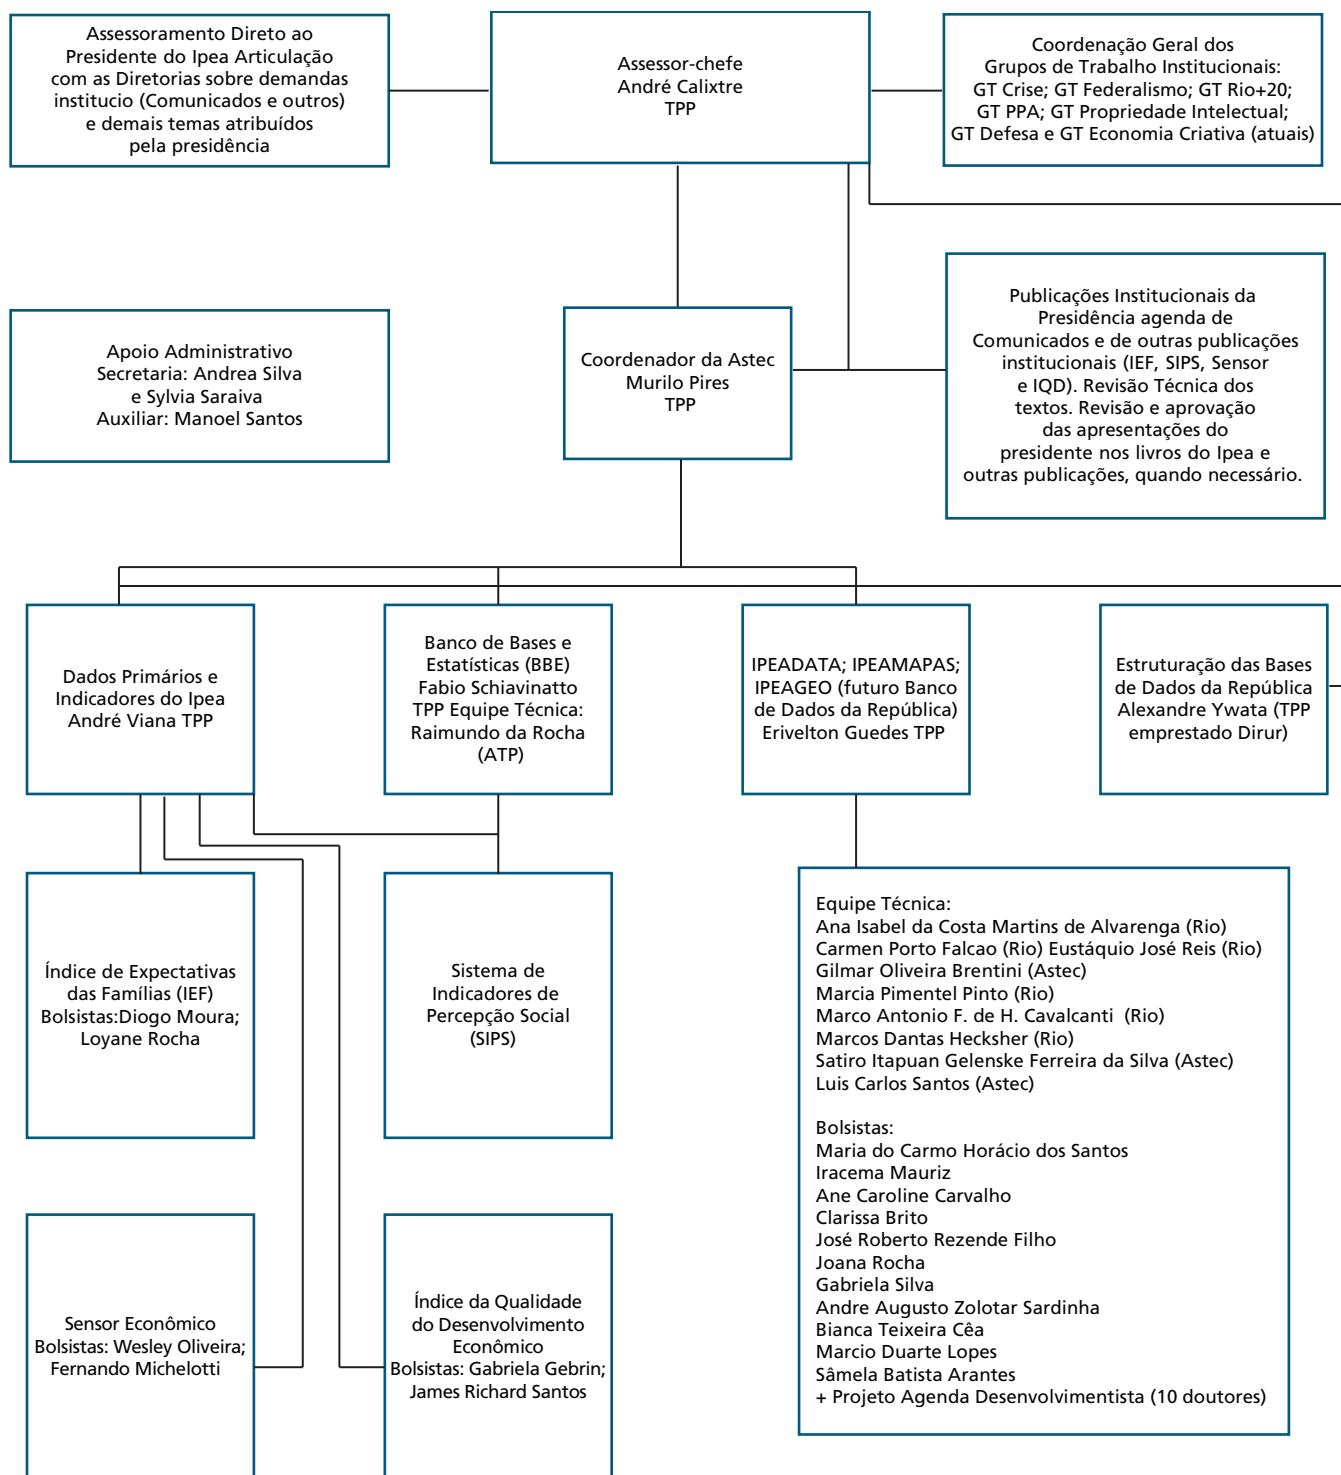 Assessoramento Direto ao
Presidente do Ipea Articulação
com as Diretorias sobre demandas
institucio (Comunicados e outros)
e demais temas atribuídos
pela presidência
Assessor-chefe
André Calixtre
TPP
Coordenação Geral dos
Grupos de Trabalho Institucionais:
GT Crise; GT Federalismo; GT Rio+20;
GT PPA; GT Propriedade Intelectual;
GT Defesa e GT Economia Criativa (atuais)
Apoio Administrativo
Secretaria: Andrea Silva
e Sylvia Saraiva
Auxiliar: Manoel Santos
Coordenador da Astec
Murilo Pires
TPP
Publicações Institucionais da
Presidência agenda de
Comunicados e de outras publicações
institucionais (IEF, SIPS, Sensor
e IQD). Revisão Técnica dos
textos. Revisão e aprovação
das apresentações do
presidente nos livros do Ipea e
outras publicações, quando necessário.
Dados Primários e
Indicadores do Ipea
André Viana TPP
Banco de Bases e
Estatísticas (BBE)
Fabio Schiavinatto
TPP Equipe Técnica:
Raimundo da Rocha
(ATP)
IPEADATA; IPEAMAPAS;
IPEAGEO (futuro Banco
de Dados da República)
Erivelton Guedes TPP
Estruturação das Bases
de Dados da República
Alexandre Ywata (TPP
emprestado Dirur)
Índice de Expectativas
das Famílias (IEF)
Bolsistas:Diogo Moura;
Loyane Rocha
Sistema de
Indicadores de
Percepção Social
(SIPS)
Equipe Técnica:
Ana Isabel da Costa Martins de Alvarenga (Rio)
Carmen Porto Falcao (Rio) Eustáquio José Reis (Rio)
Gilmar Oliveira Brentini (Astec)
Marcia Pimentel Pinto (Rio)
Marco Antonio F. de H. Cavalcanti (Rio)
Marcos Dantas Hecksher (Rio)
Satiro Itapuan Gelenske Ferreira da Silva (Astec)
Luis Carlos Santos (Astec)
Bolsistas:
Maria do Carmo Horácio dos Santos
Iracema Mauriz
Ane Caroline Carvalho
Clarissa Brito
José Roberto Rezende Filho
Joana Rocha
Gabriela Silva
Andre Augusto Zolotar Sardinha
Bianca Teixeira Cêa
Marcio Duarte Lopes
Sâmela Batista Arantes
+ Projeto Agenda Desenvolvimentista (10 doutores)
Sensor Econômico
Bolsistas: Wesley Oliveira;
Fernando Michelotti
Índice da Qualidade
do Desenvolvimento
Econômico
Bolsistas: Gabriela Gebrin;
James Richard Santos